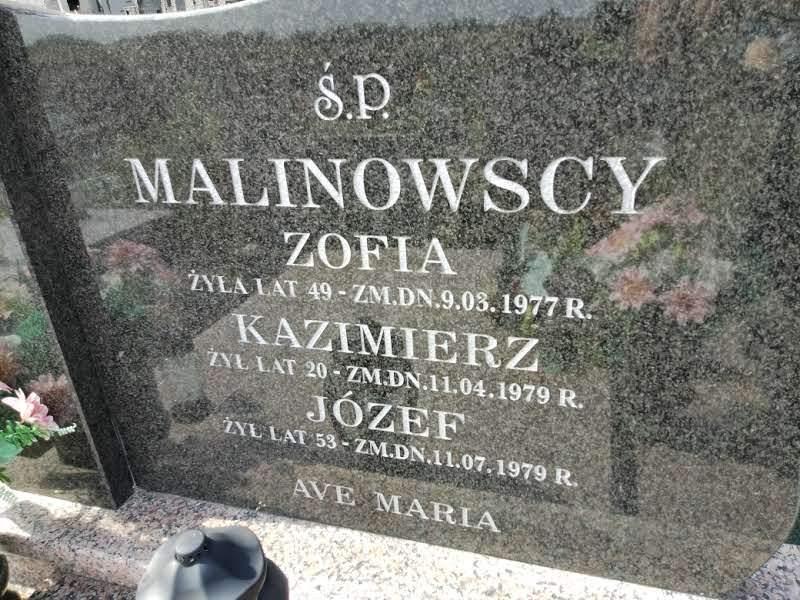 Ś.P.
MALINOWSCY
ZOFIA
ŻYŁA LAT 49 - ZM.DN.9.03.1977 R.
KAZIMIERZ
ŻYŁ LAT 20 - ZM.DN.11.04.1979 R.
JÓZEF
ŻYŁ LAT 53 - ZM.DN.11.07.1979 R.
AVE MARIA